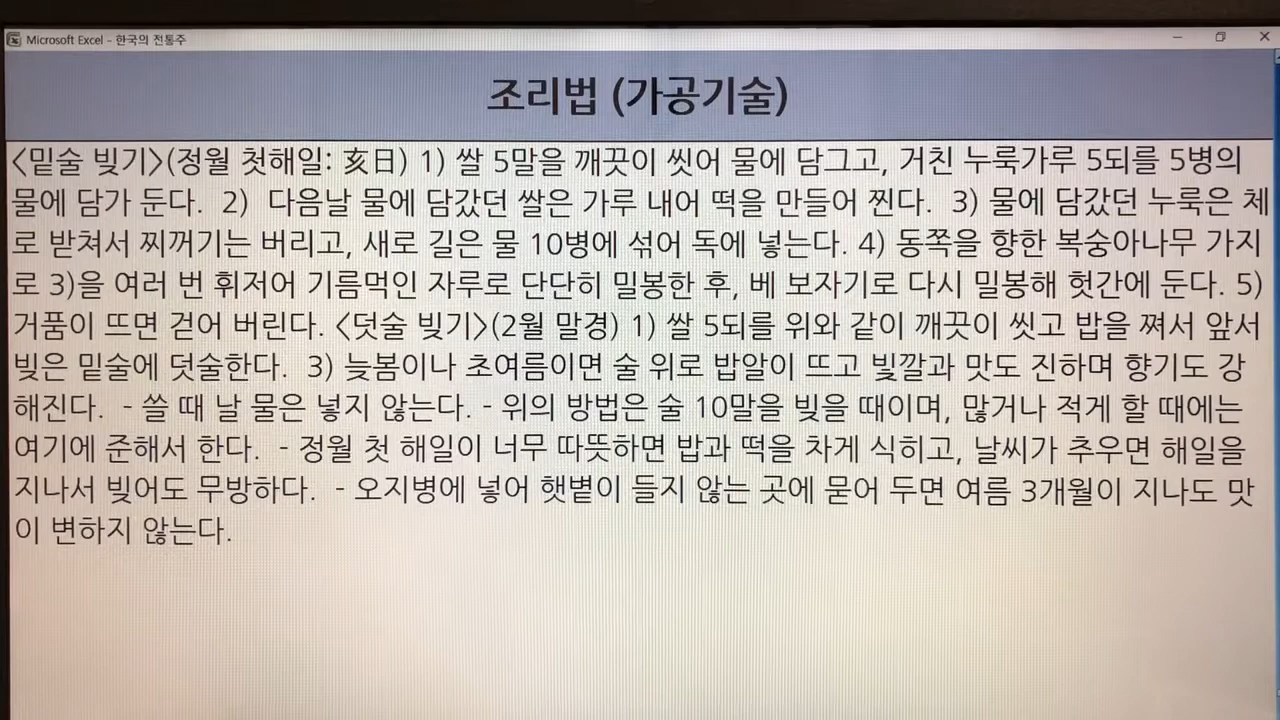 Microsoft Excel - 한국의 전통주
조리법 (가공기술)
<밑술 빚기>(정월 첫해일: 亥日) 1) 쌀 5말을 깨끗이 씻어 물에 담그고, 거친 누룩가루 5되를 5병의
물에 담가 둔다. 2) 다음날 물에 담갔던 쌀은 가루 내어 떡을 만들어 찐다. 3) 물에 담갔던 누룩은 체
로 받쳐서 찌꺼기는 버리고, 새로 길은 물 10병에 섞어 독에 넣는다. 4) 동쪽을 향한 복숭아나무 가지
로 3)을 여러 번 휘저어 기름먹인 자루로 단단히 밀봉한 후, 베 보자기로 다시 밀봉해 헛간에 둔다. 5)
거품이 뜨면 걷어 버린다. <덧술 빚기>(2월 말경) 1) 쌀 5되를 위와 같이 깨끗이 씻고 밥을 쪄서 앞서
빚은 밑술에 덧술한다. 3) 늦봄이나 초여름이면 술 위로 밥알이 뜨고 빛깔과 맛도 진하며 향기도 강
해진다. - 쓸 때 날 물은 넣지 않는다. - 위의 방법은 술 10말을 빚을 때이며, 많거나 적게 할 때에는
여기에 준해서 한다. - 정월 첫 해일이 너무 따뜻하면 밥과 떡을 차게 식히고, 날씨가 추우면 해일을
지나서 빚어도 무방하다. - 오지병에 넣어 햇볕이 들지 않는 곳에 묻어 두면 여름 3개월이 지나도 맛
이 변하지 않는다.